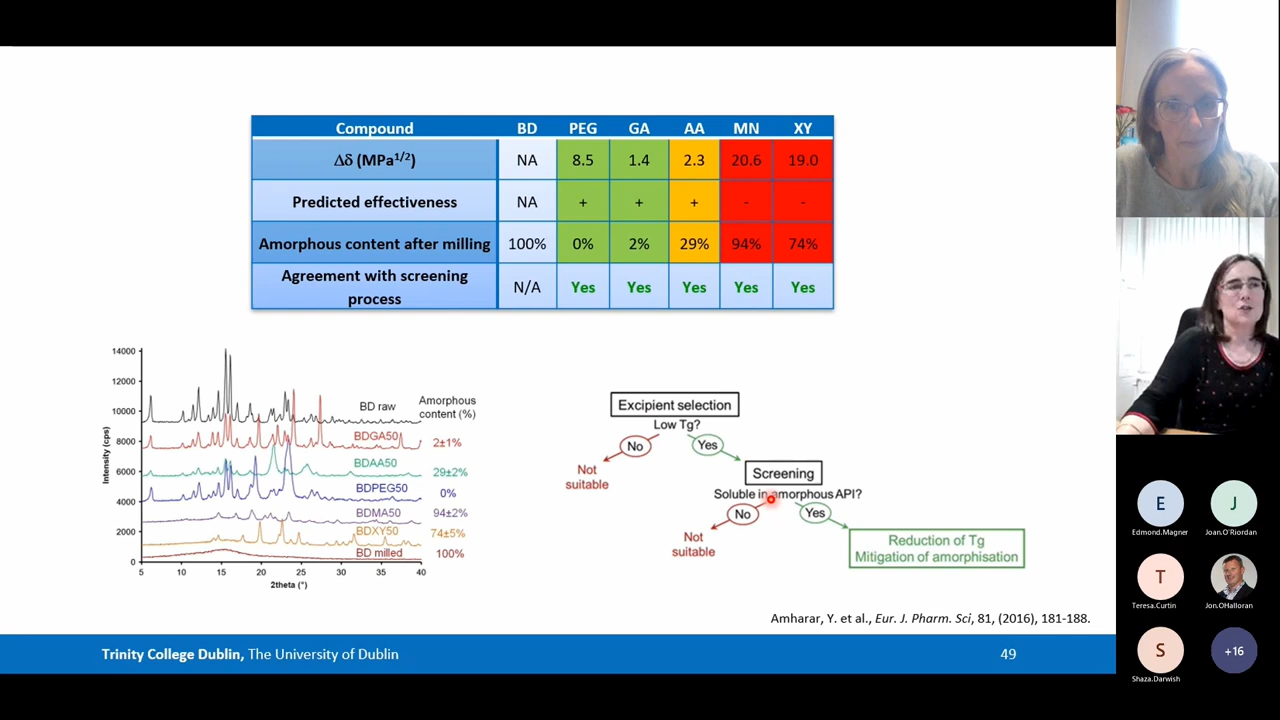 Compound BD PEG GA AA MN XY
Δδ (MPa1/2) NA 8.5 1.4 2.3 20.6 19.0
Predicted effectiveness NA + + + - -
Amorphous content after milling 100% 0% 2% 29% 94% 74%
Agreement with screening
process N/A Yes Yes Yes Yes Yes
14000
12000
10000
8000
6000
4000
2000
0
Intensity (cps)
5 10 15 20 25 30 35 40
2theta (°)
Amorphous
content (%)
BD raw
BDGA50 2±1%
BDAA50 29±2%
BDPEG50 0%
BDMA50 94±2%
BDXY50 74±5%
BD milled 100%
Excipient selection
Low Tg?
No Yes
Not
suitable
Screening
Soluble in amorphous API?
No Yes
Not
suitable
Reduction of Tg
Mitigation of amorphisation
Amharar, Y. et al., Eur. J. Pharm. Sci, 81, (2016), 181-188.
Trinity College Dublin, The University of Dublin 49
E J
Edmond.Magner Joan.O'Riordan
T
Teresa.Curtin Jon.OHalloran
S +16
Shaza.Darwish